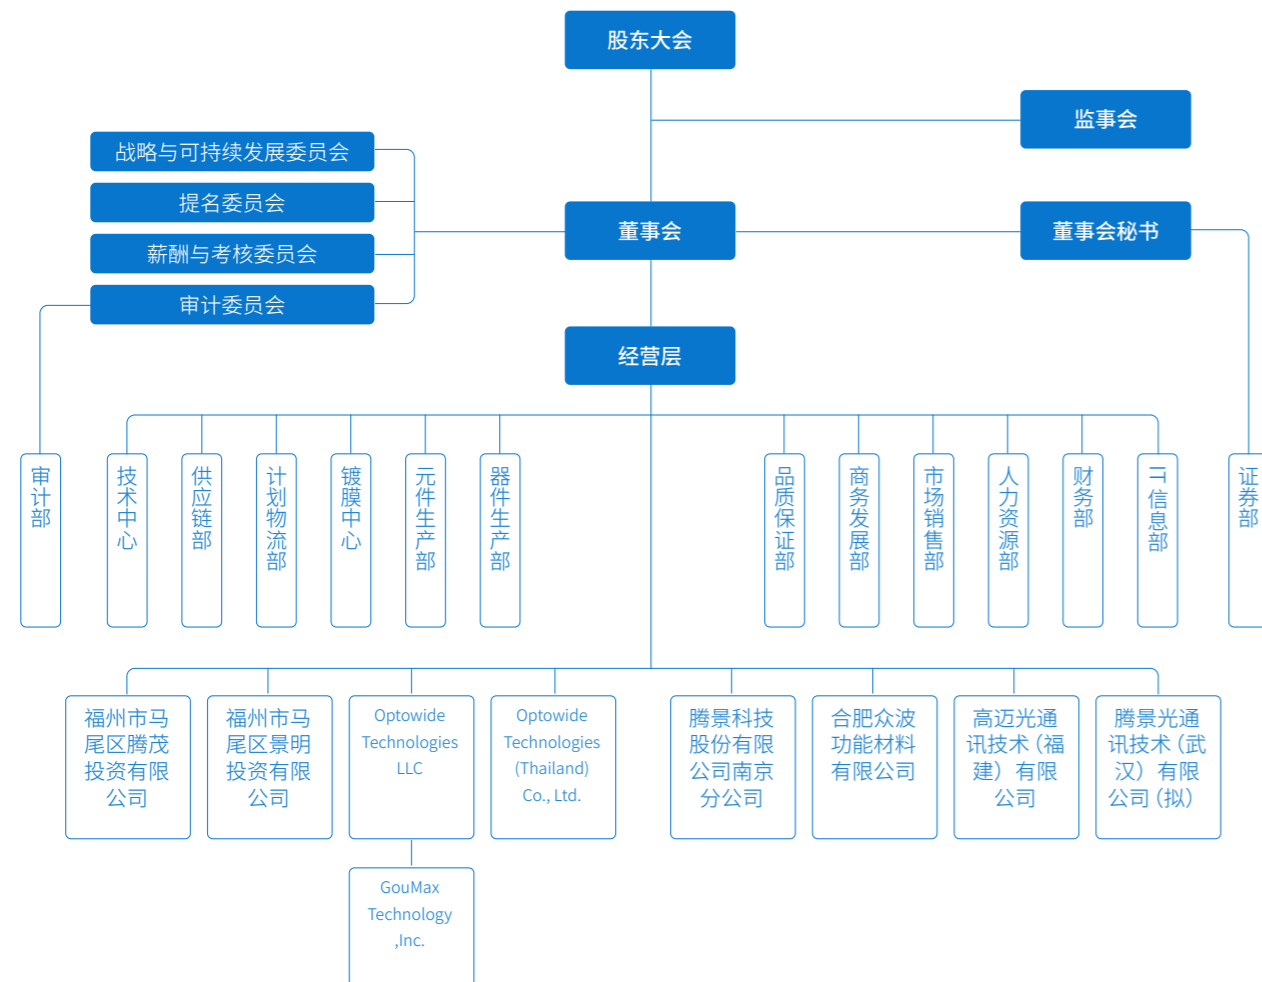 股东大会
监事会
战略与可持续发展委员会
提名委员会
薪酬与考核委员会
审计委员会
董事会
董事会秘书
经营层
审计部
技术中心
供应链部
计划物流部
镀膜中心
元件生产部
器件生产部
品质保证部
商务发展部
市场销售部
人力资源部
财务部
IT信息部
证券部
福州市马
尾区腾茂
投资有限
公司
福州市马
尾区景明
投资有限
公司
Optowide
Technologies
LLC
Optowide
Technologies
(Thailand)
Co., Ltd.
腾景科技
股份有限
公司南京
分公司
合肥众波
功能材料
有限公司
高迈光通
讯技术（福
建）有限
公司
腾景光通
讯技术（武
汉）有限
公司（拟）
GouMax
Technology
,Inc.